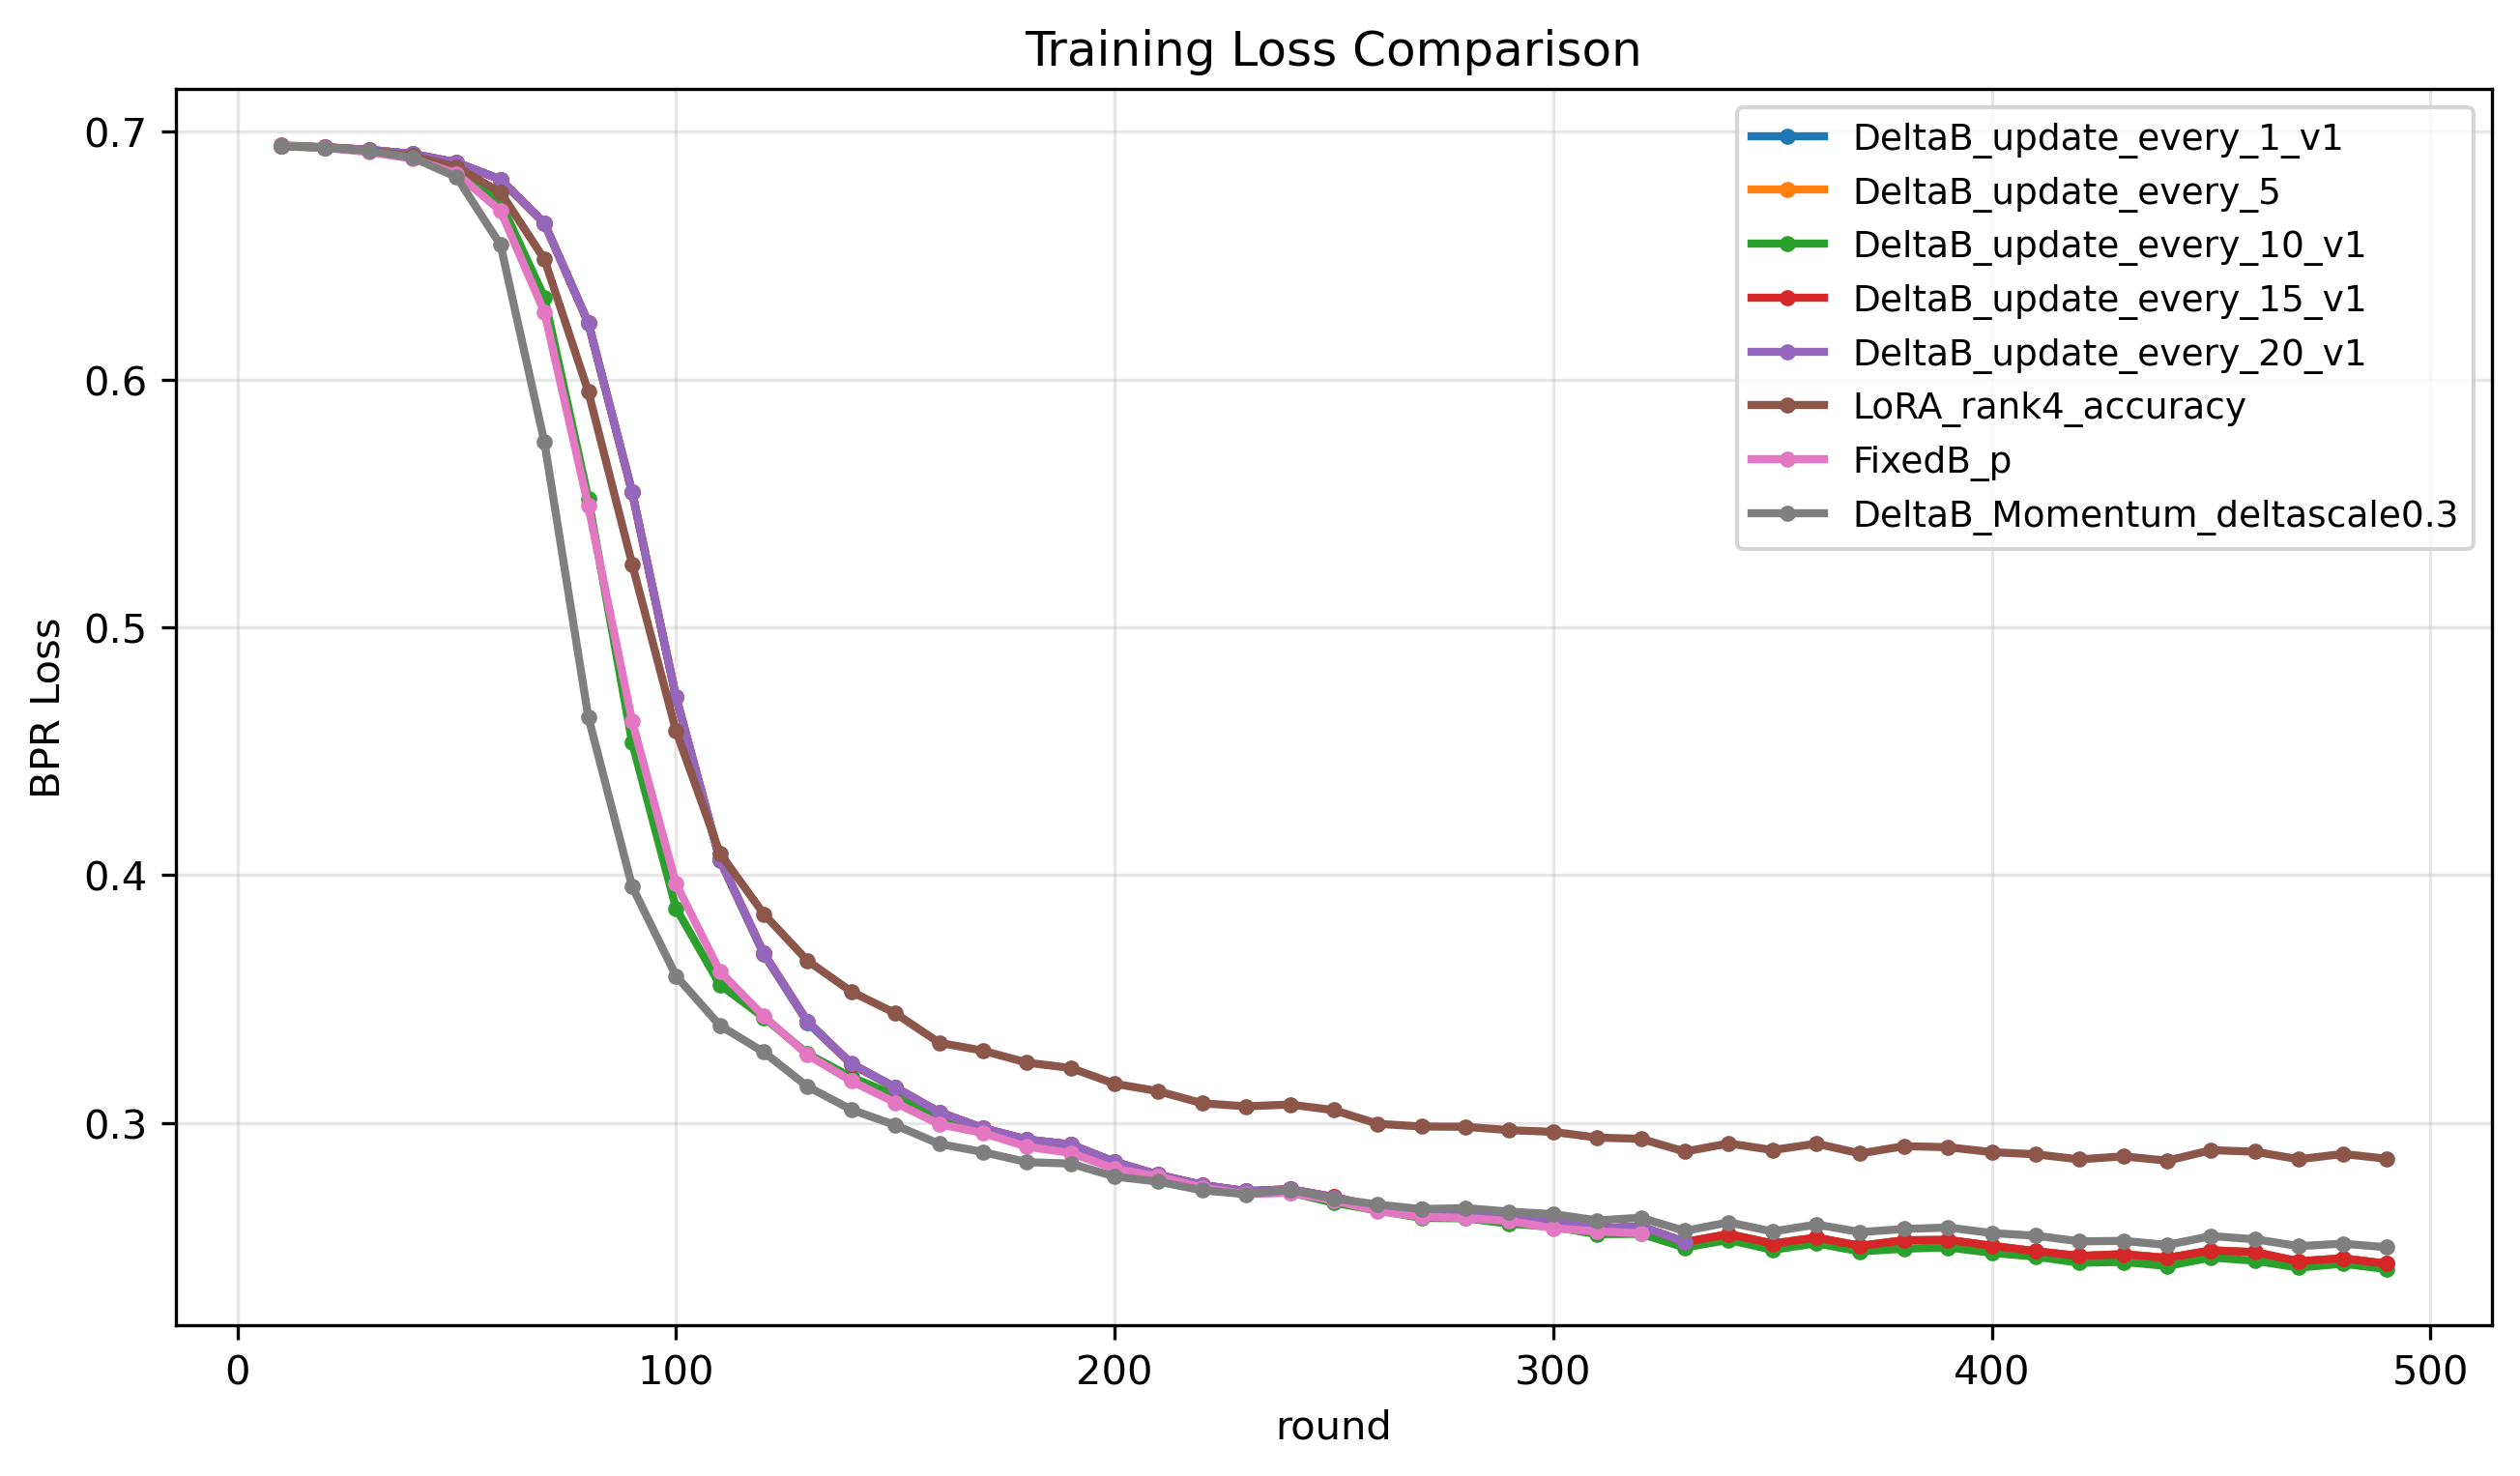 Training Loss Comparison
0.7
0.6
0.5
0.4
0.3
BPR Loss
DeltaB_update_every_1_v1
DeltaB_update_every_5
DeltaB_update_every_10_v1
DeltaB_update_every_15_v1
DeltaB_update_every_20_v1
LoRA_rank4_accuracy
FixedB_p
DeltaB_Momentum_deltascale0.3
0 100 200 300 400 500
round